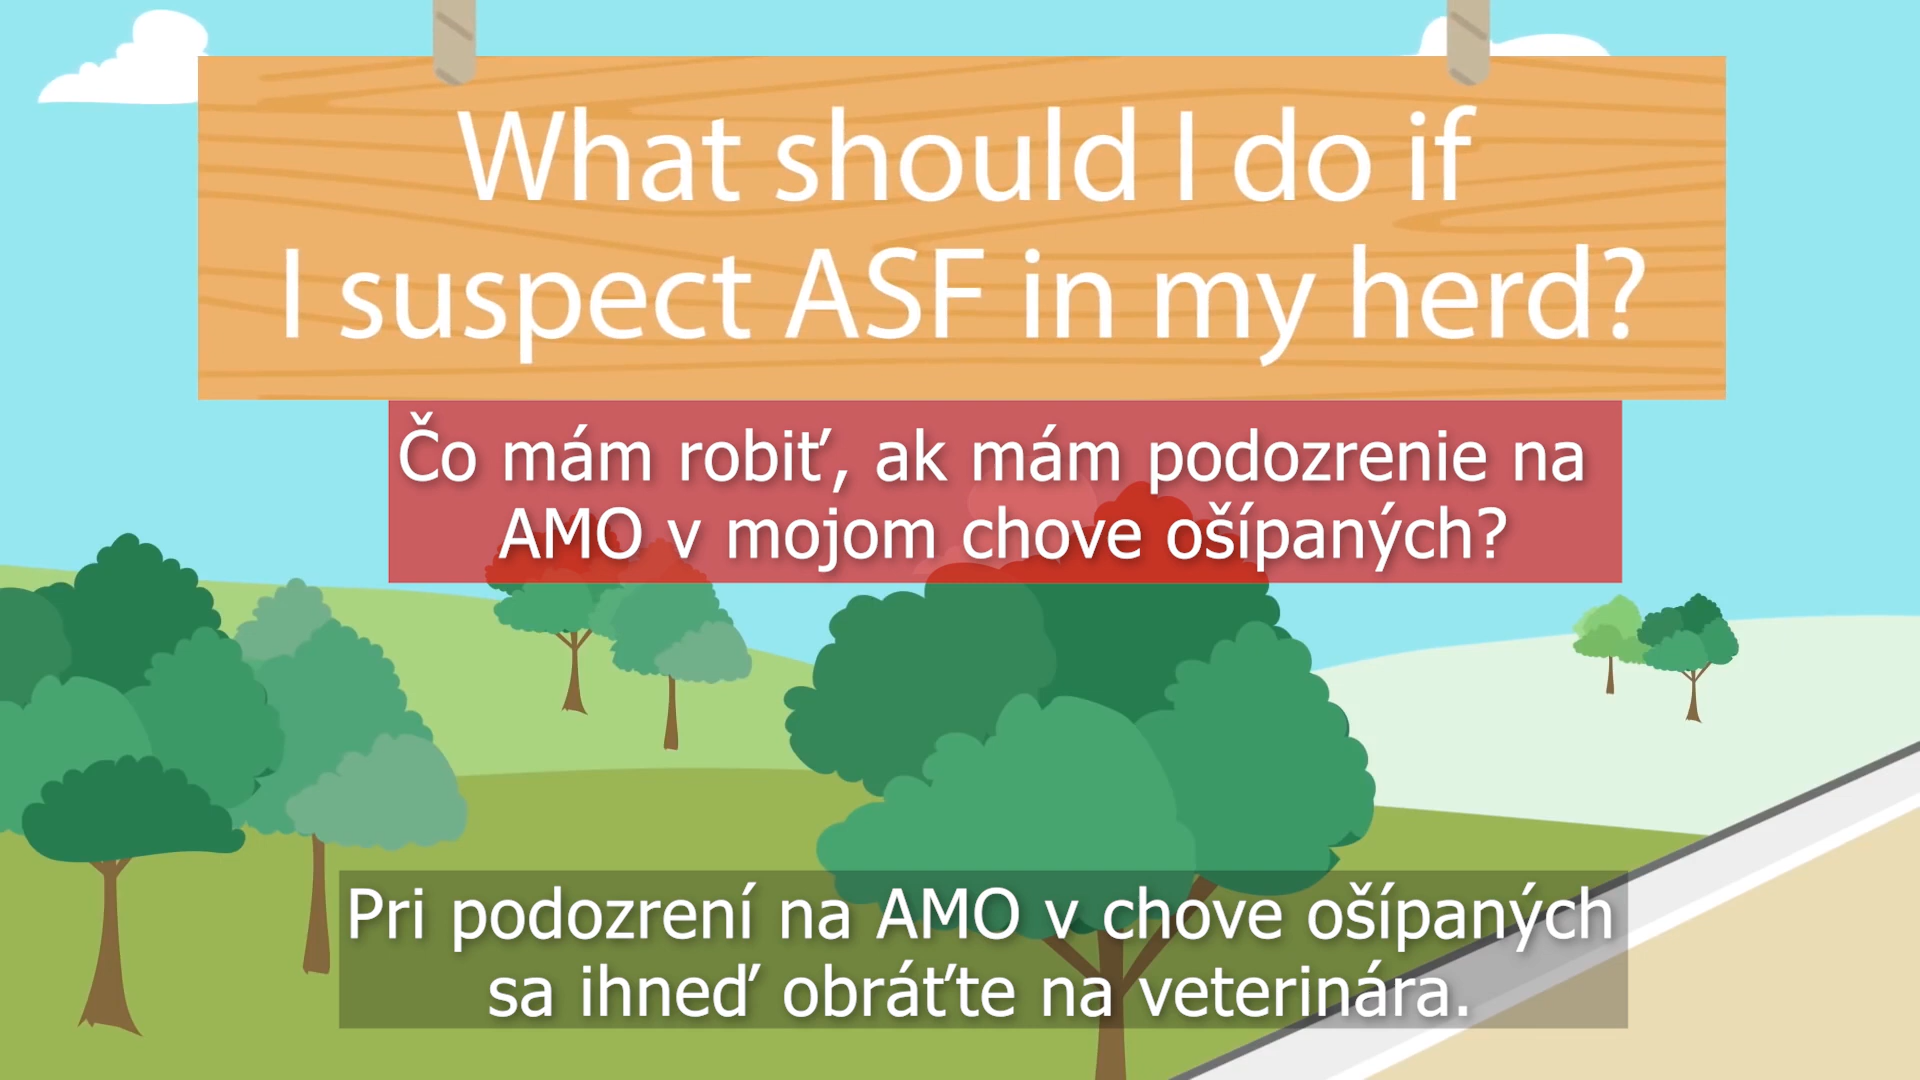 What should I do if
I suspect ASF in my herd?
Čo mám robiť, ak mám podozrenie na
AMO v mojom chove ošípaných?
Pri podozrení na AMO v chove ošípaných
sa ihneď obráťte na veterinára.